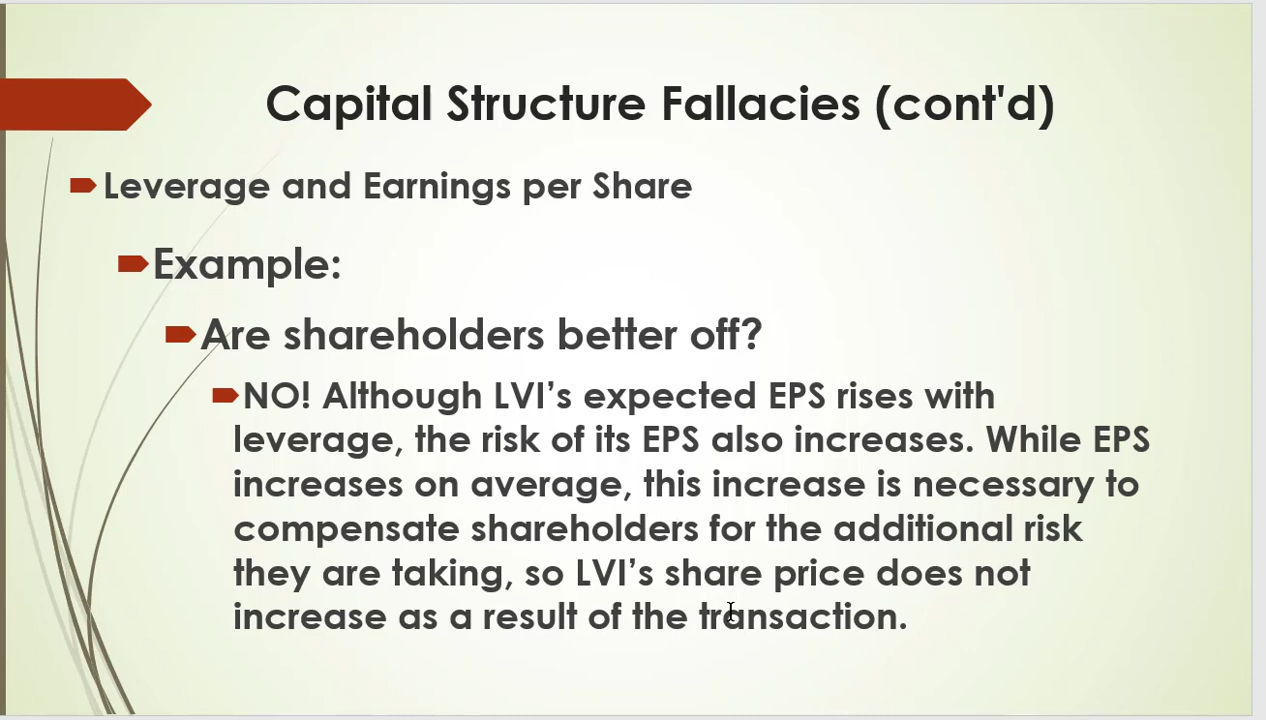 Capital Structure Fallacies (cont'd)
Leverage and Earnings per Share
Example:
Are shareholders better off?
NO! Although LVI’s expected EPS rises with
leverage, the risk of its EPS also increases. While EPS
increases on average, this increase is necessary to
compensate shareholders for the additional risk
they are taking, so LVI’s share price does not
increase as a result of the transaction.